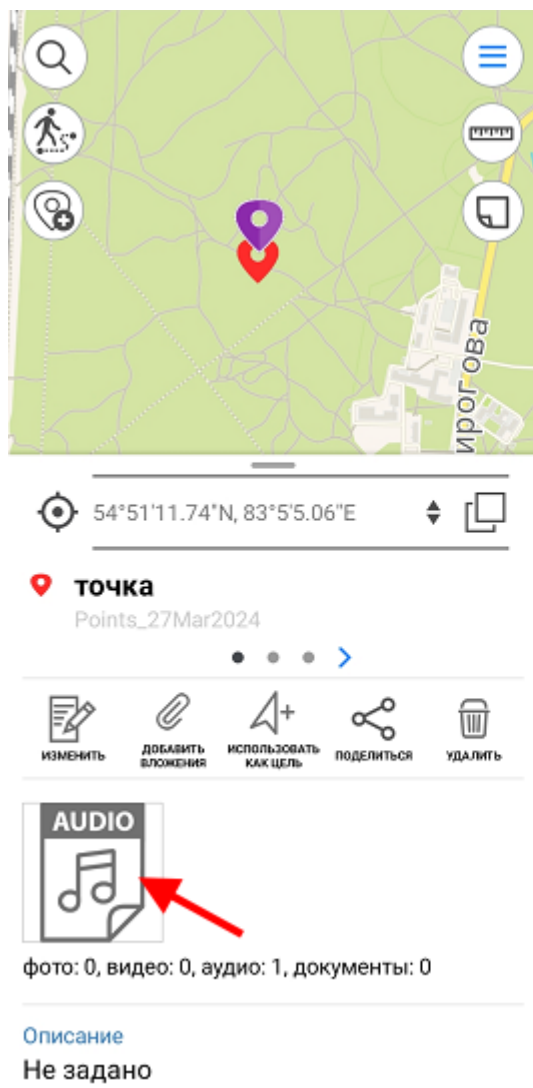 ирогова
54°51'11.74"N, 83°5'5.06"E
точка
Points_27Mar2024
ИЗМЕНИТЬ
ДОБАВИТЬ ВЛОЖЕНИЯ
ИСПОЛЬЗОВАТЬ КАК ЦЕЛЬ
ПОДЕЛИТЬСЯ
УДАЛИТЬ
AUDIO
фото: 0, видео: 0, аудио: 1, документы: 0
Описание
Не задано